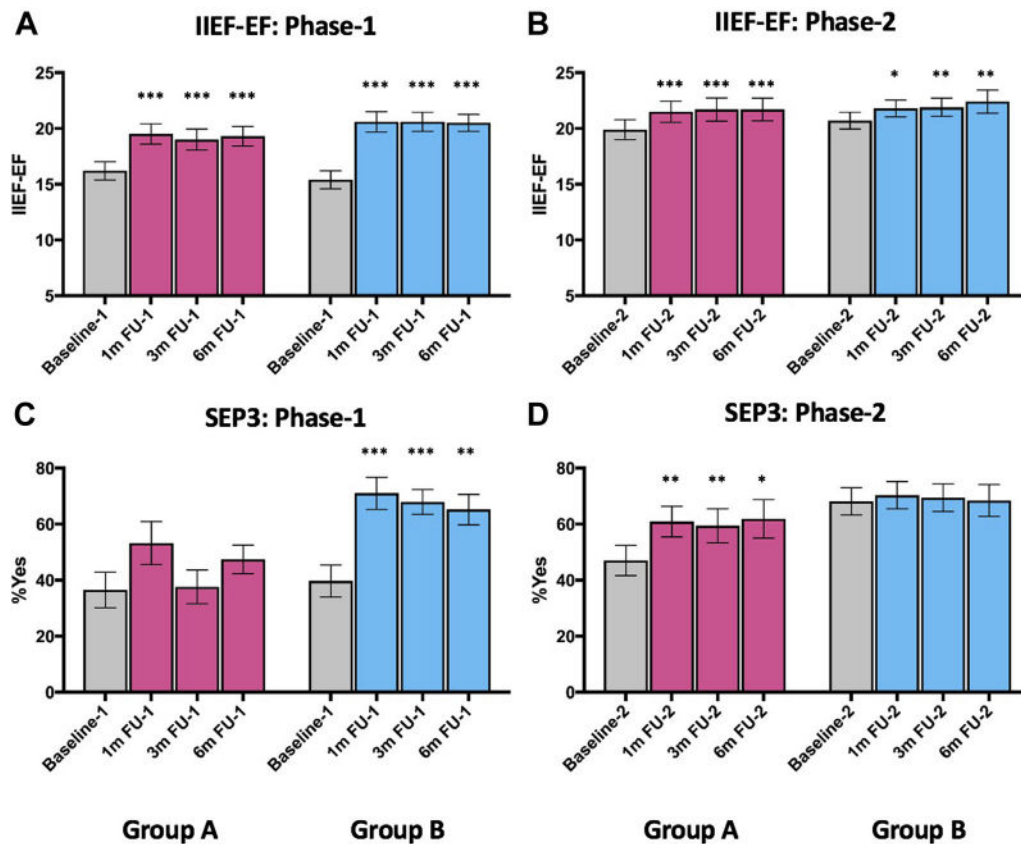 A
IIEF-EF: Phase-1
IIEF-EF
25
20
15
10
5
*** *** *** *** *** ***
Baseline-1 1m FU-1 3m FU-1 6m FU-1 Baseline-1 1m FU-1 3m FU-1 6m FU-1
B
IIEF-EF: Phase-2
IIEF-EF
25
20
15
10
5
*** *** *** * ** **
Baseline-2 1m FU-2 3m FU-2 6m FU-2 Baseline-2 1m FU-2 3m FU-2 6m FU-2
C
SEP3: Phase-1
%Yes
80
60
40
20
0
*** *** **
Baseline-1 1m FU-1 3m FU-1 6m FU-1 Baseline-1 1m FU-1 3m FU-1 6m FU-1
D
SEP3: Phase-2
%Yes
80
60
40
20
0
** ** *
Baseline-2 1m FU-2 3m FU-2 6m FU-2 Baseline-2 1m FU-2 3m FU-2 6m FU-2
Group A Group B Group A Group B